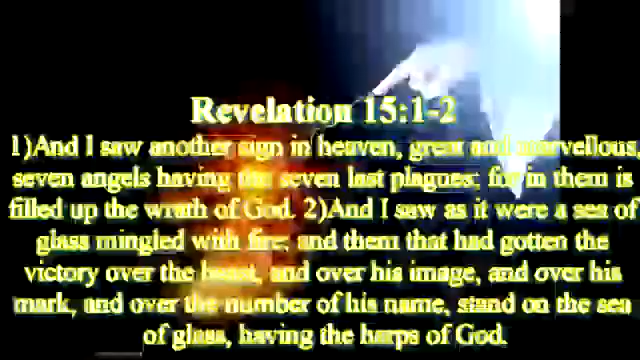 Revelation 15:1-2
1)And I saw another sign in heaven, great and marvellous,
seven angels having the seven last plagues; for in them is
filled up the wrath of God. 2)And I saw as it were a sea of
glass mingled with fire; and them that had gotten the
victory over the beast, and over his image, and over his
mark, and over the number of his name, stand on the sea
of glass, having the harps of God.